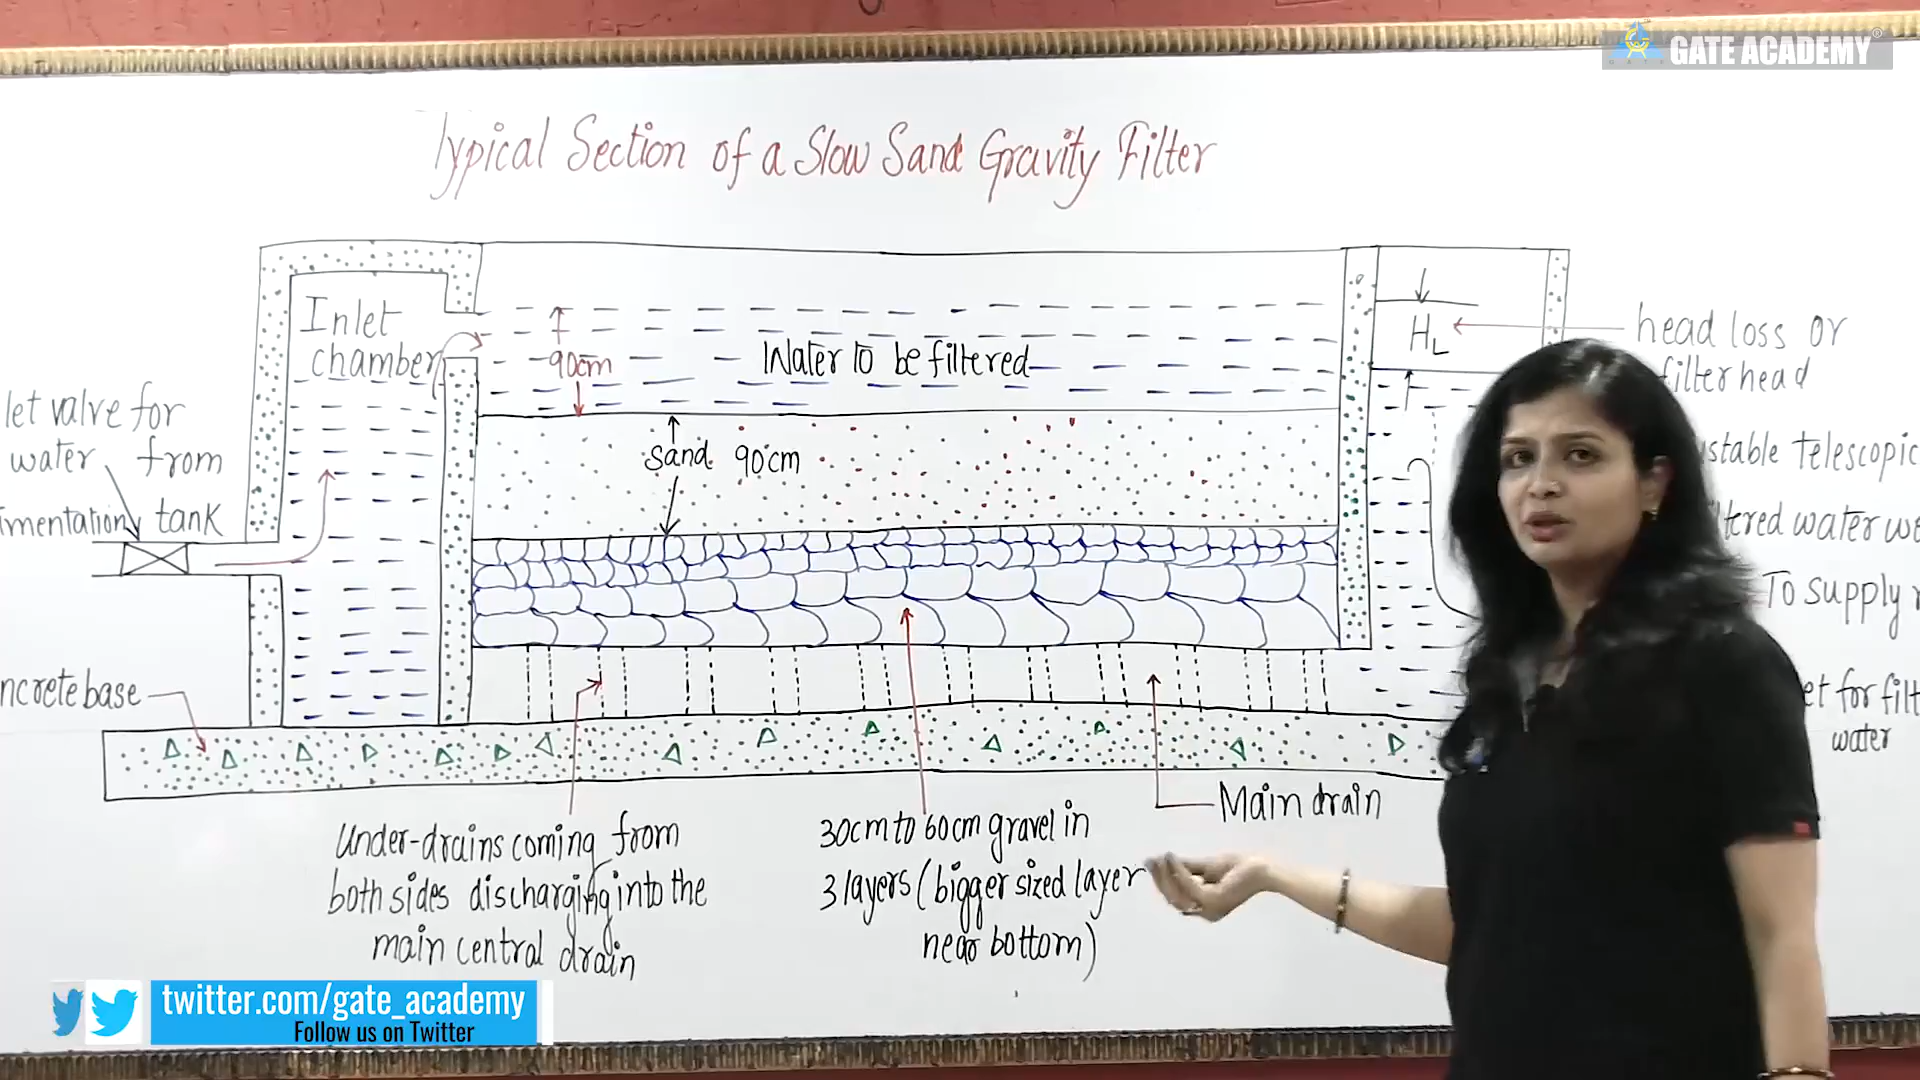 GATE ACADEMY
Typical Section of a Slow Sand Gravity Filter
Inlet
chamber
90cm
Water to be filtered
HL
head loss or
filter head
let valve for
water from
imentation tank
Sand 90cm
stable telescopic
tered water we
To supply
ncrete base
et for filt
water
Main drain
Under-drains coming from
both sides discharging into the
main central drain
30cm to 60cm gravel in
3 layers (bigger sized layer
near bottom)
twitter.com/gate_academy
Follow us on Twitter